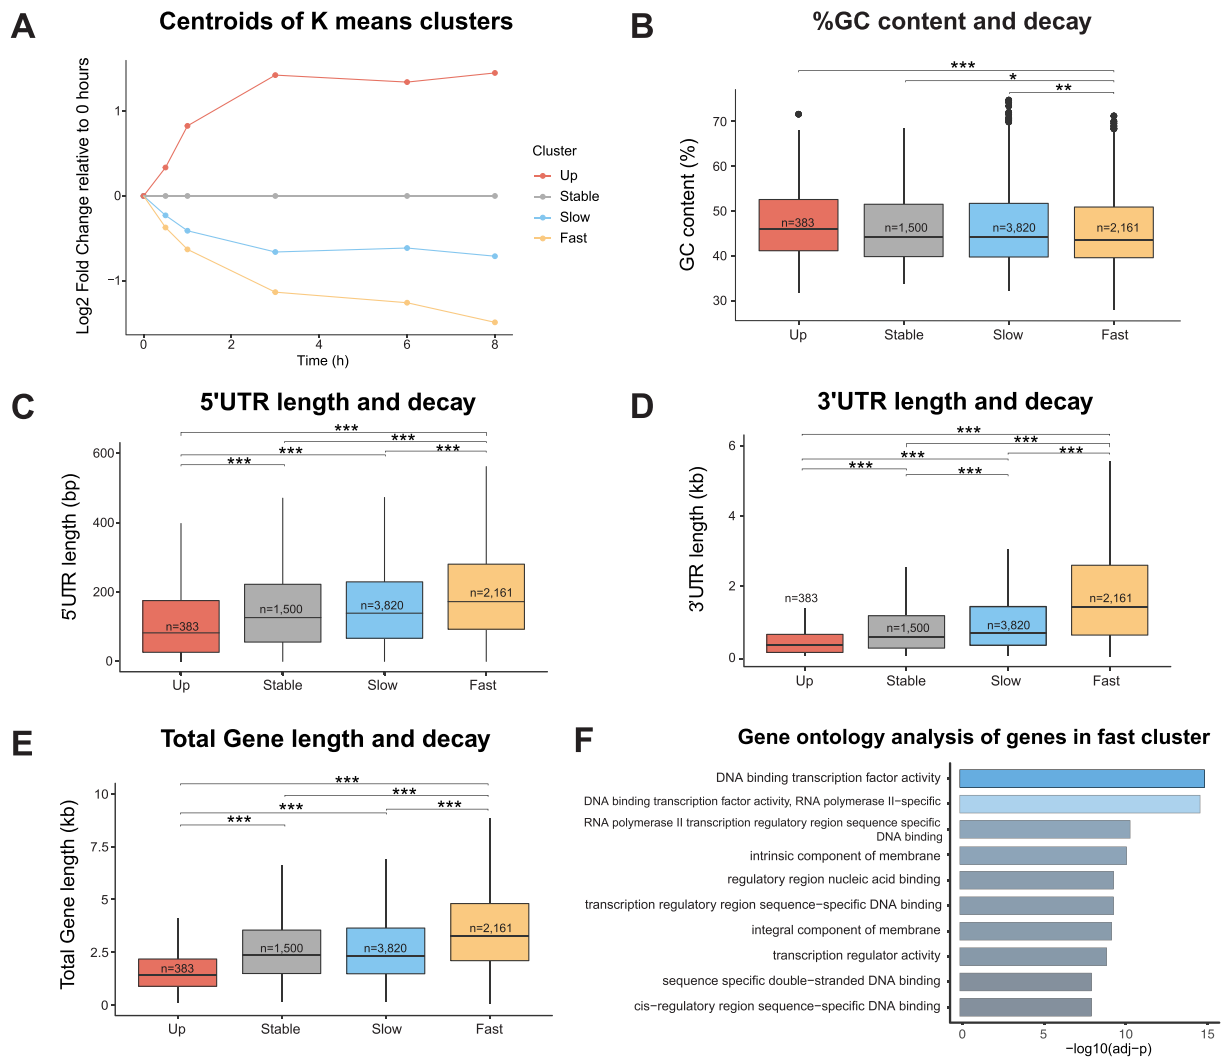 A
Centroids of K means clusters
Log2 Fold Change relative to 0 hours
1
0
−1
0
2
4
6
8
Time (h)
Cluster
Up
Stable
Slow
Fast
B
%GC content and decay
***
*
**
GC content (%)
70
60
50
40
30
n=383
n=1,500
n=3,820
n=2,161
Up
Stable
Slow
Fast
C
5'UTR length and decay
***
***
***
***
***
5'UTR length (bp)
600
400
200
0
n=383
n=1,500
n=3,820
n=2,161
Up
Stable
Slow
Fast
D
3'UTR length and decay
***
***
***
***
***
***
3'UTR length (kb)
6
4
2
0
n=383
n=1,500
n=3,820
n=2,161
Up
Stable
Slow
Fast
E
Total Gene length and decay
***
***
***
***
***
Total Gene length (kb)
10
7.5
5
2.5
0
n=383
n=1,500
n=3,820
n=2,161
Up
Stable
Slow
Fast
F
Gene ontology analysis of genes in fast cluster
DNA binding transcription factor activity
DNA binding transcription factor activity, RNA polymerase II−specific
RNA polymerase II transcription regulatory region sequence specific
DNA binding
intrinsic component of membrane
regulatory region nucleic acid binding
transcription regulatory region sequence−specific DNA binding
integral component of membrane
transcription regulator activity
sequence specific double−stranded DNA binding
cis−regulatory region sequence−specific DNA binding
0
5
10
15
−log10(adj−p)